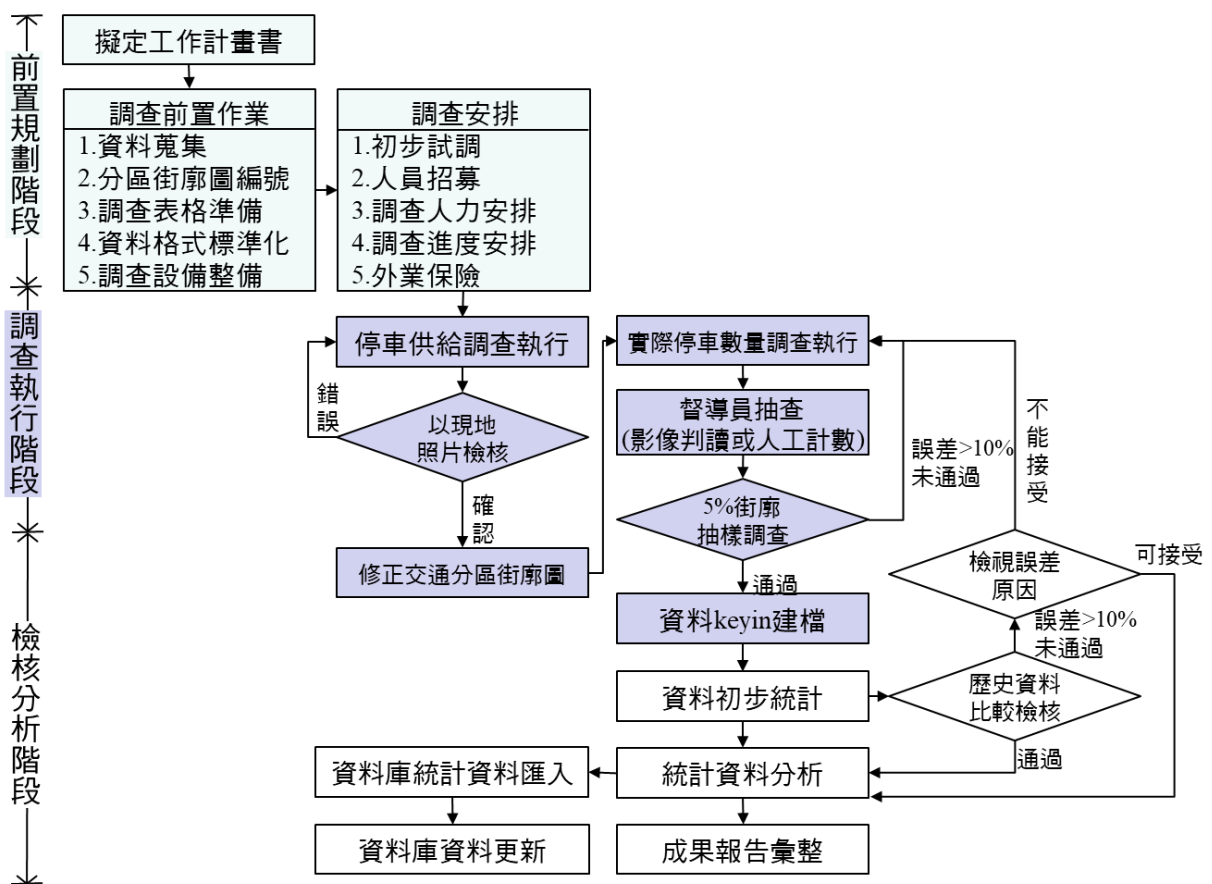 前置規劃階段
調查執行階段
檢核分析階段
擬定工作計畫書
調查前置作業
1.資料蒐集
2.分區街廓圖編號
3.調查表格準備
4.資料格式標準化
5.調查設備整備
調查安排
1.初步試調
2.人員招募
3.調查人力安排
4.調查進度安排
5.外業保險
停車供給調查執行
錯誤
以現地
照片檢核
確認
修正交通分區街廓圖
實際停車數量調查執行
督導員抽查
(影像判讀或人工計數)
5%街廓
抽樣調查
誤差>10%
未通過
通過
資料keyin建檔
資料初步統計
歷史資料
比較檢核
誤差>10%
未通過
檢視誤差
原因
不能接受
可接受
通過
統計資料分析
資料庫統計資料匯入
資料庫資料更新
成果報告彙整